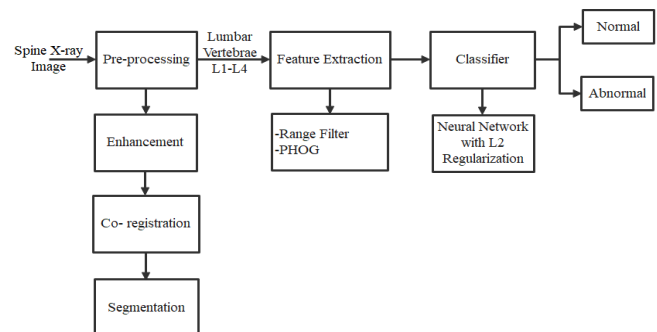 Spine X-ray
Image
Pre-processing
Lumbar
Vertebrae
L1-L4
Feature Extraction
Classifier
Normal
Abnormal
Enhancement
-Range Filter
-PHOG
Neural Network
with L2
Regularization
Co- registration
Segmentation